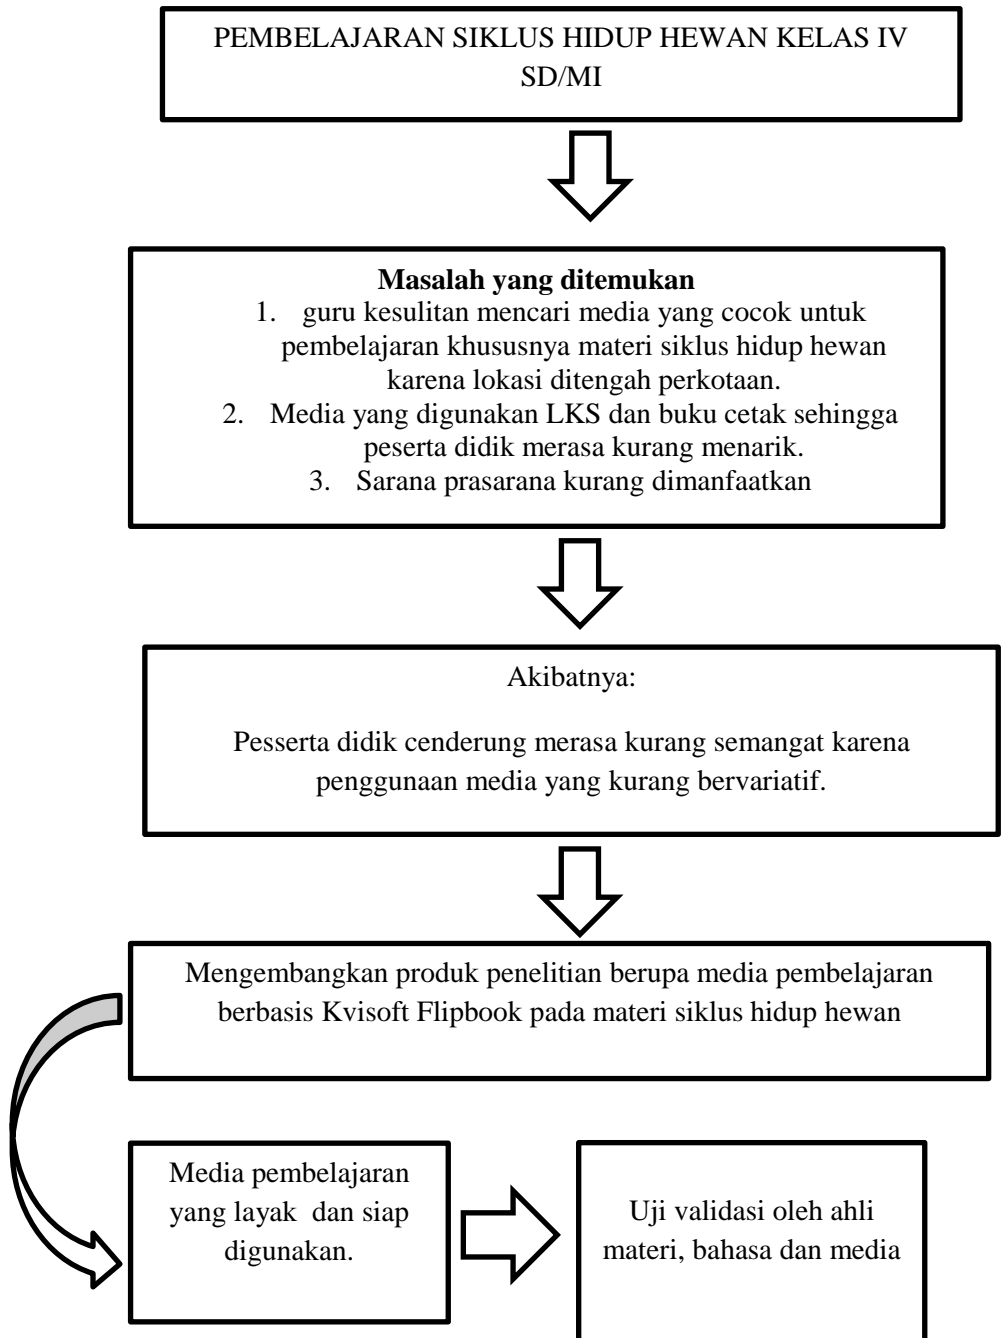 PEMBELAJARAN SIKLUS HIDUP HEWAN KELAS IV
SD/MI
Masalah yang ditemukan
1. guru kesulitan mencari media yang cocok untuk
pembelajaran khususnya materi siklus hidup hewan
karena lokasi ditengah perkotaan.
2. Media yang digunakan LKS dan buku cetak sehingga
peserta didik merasa kurang menarik.
3. Sarana prasarana kurang dimanfaatkan
Akibatnya:
Pesserta didik cenderung merasa kurang semangat karena
penggunaan media yang kurang bervariatif.
Mengembangkan produk penelitian berupa media pembelajaran
berbasis Kvisoft Flipbook pada materi siklus hidup hewan
Media pembelajaran
yang layak dan siap
digunakan.
Uji validasi oleh ahli
materi, bahasa dan media